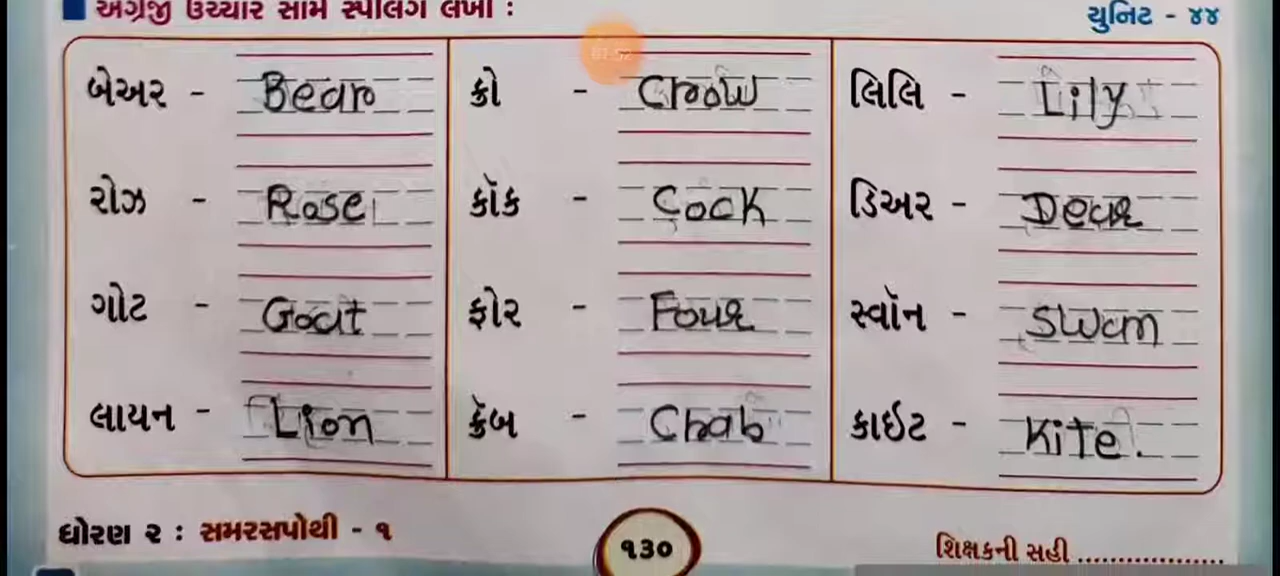 અંગ્રેજી ઉચ્ચાર સામે સ્પેલિંગ લખો :
યુનિટ - ૪૪
બેઅર - Bear ક્રો - Crow લિલિ - Lily
રોઝ - Rose કૉક - Cock ડિઅર - Dear
ગોટ - Goat ફોર - Four સ્વૉન - Swan
લાયન - Lion ક્રૅબ - Crab કાઇટ - Kite.
ધોરણ ૨ : સમરસપોથી - ૧
૧૩૦
શિક્ષકની સહી ..................